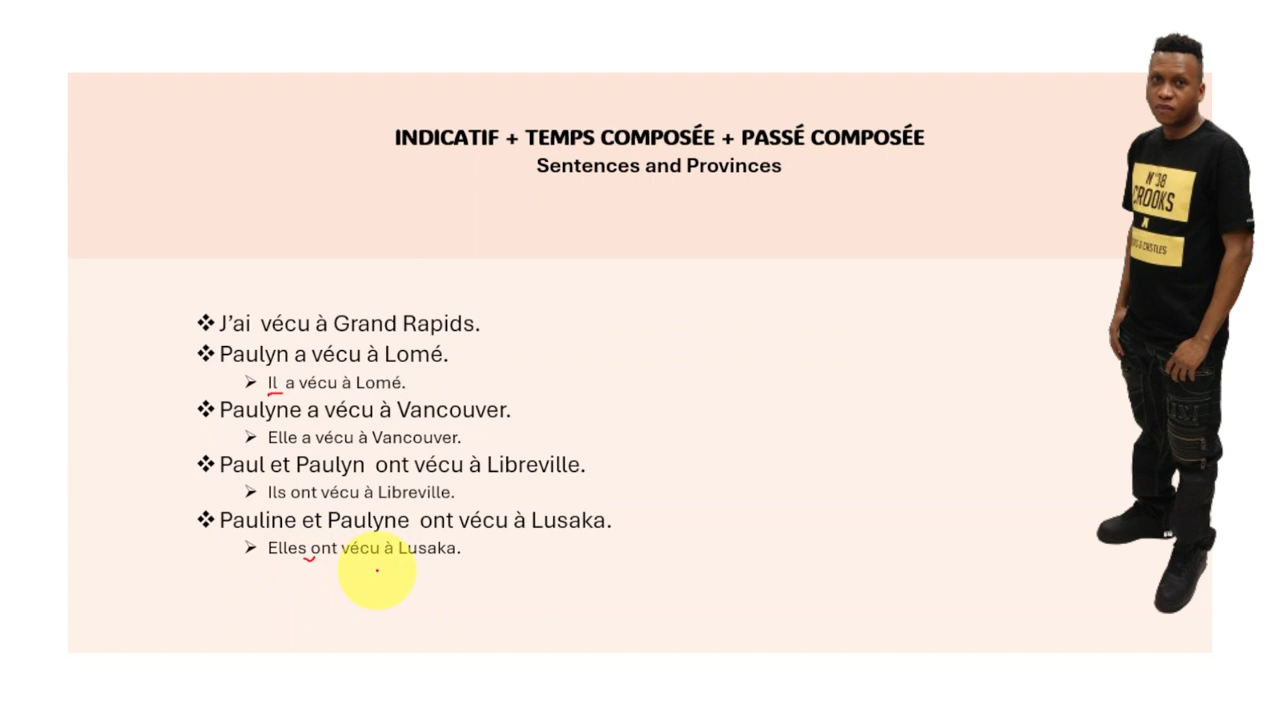 INDICATIF + TEMPS COMPOSÉE + PASSÉ COMPOSÉE
Sentences and Provinces
❖ J'ai vécu à Grand Rapids.
❖ Paulyn a vécu à Lomé.
➢ Il a vécu à Lomé.
❖ Paulyne a vécu à Vancouver.
➢ Elle a vécu à Vancouver.
❖ Paul et Paulyn ont vécu à Libreville.
➢ Ils ont vécu à Libreville.
❖ Pauline et Paulyne ont vécu à Lusaka.
➢ Elles ont vécu à Lusaka.
CROOKS
CASTLES